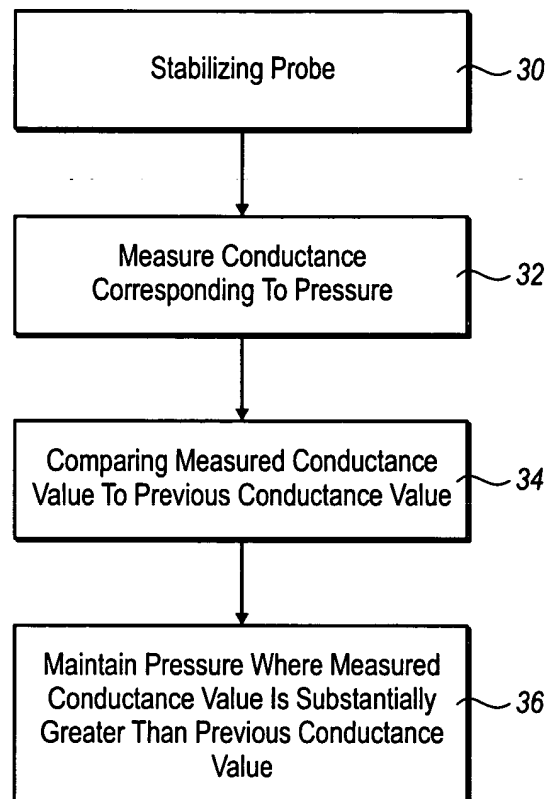 Stabilizing Probe
30
Measure Conductance
Corresponding To Pressure
32
Comparing Measured Conductance
Value To Previous Conductance Value
34
Maintain Pressure Where Measured
Conductance Value Is Substantially
Greater Than Previous Conductance
Value
36